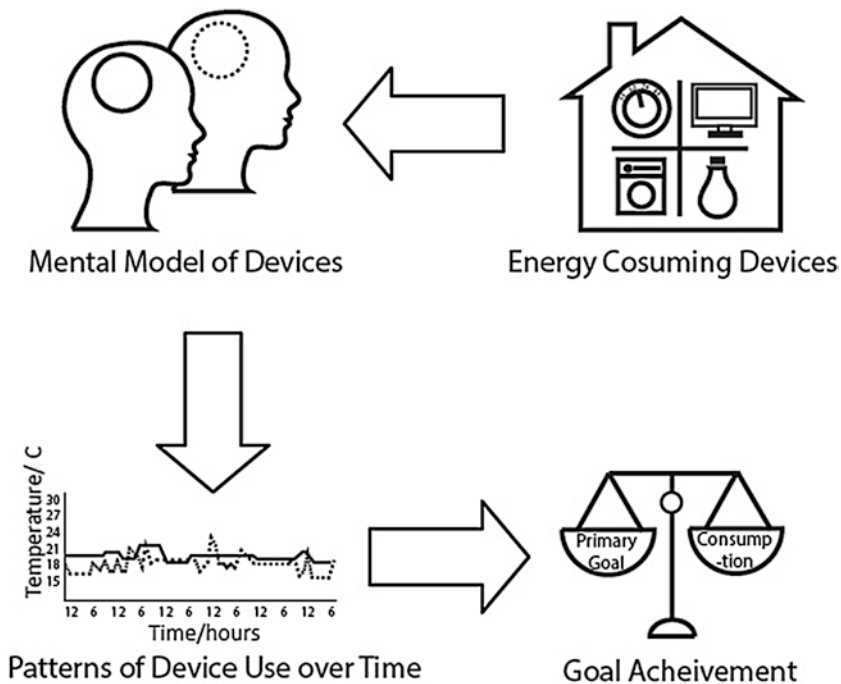 Mental Model of Devices
Energy Cosuming Devices
Temperature/ C
30
27
24
21
18
15
12 6 12 6 12 6 12 6 12 6 12 6
Time/hours
Patterns of Device Use over Time
Primary
Goal
Consump
-tion
Goal Acheivement